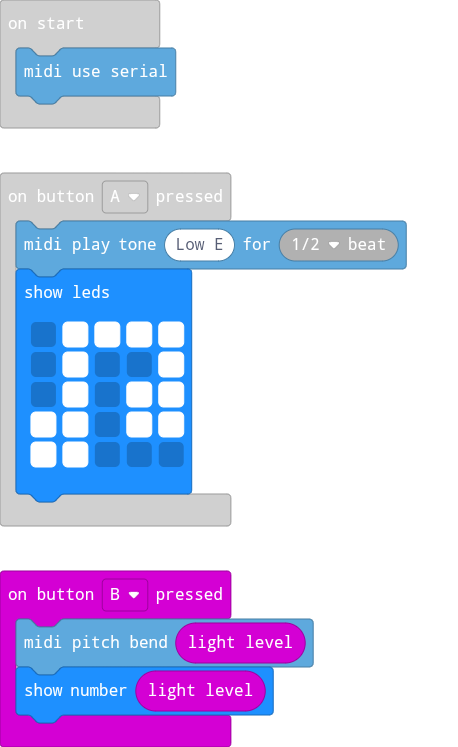 on start
midi use serial
on button A pressed
midi play tone Low E for 1/2 beat
show leds
on button B pressed
midi pitch bend light level
show number light level